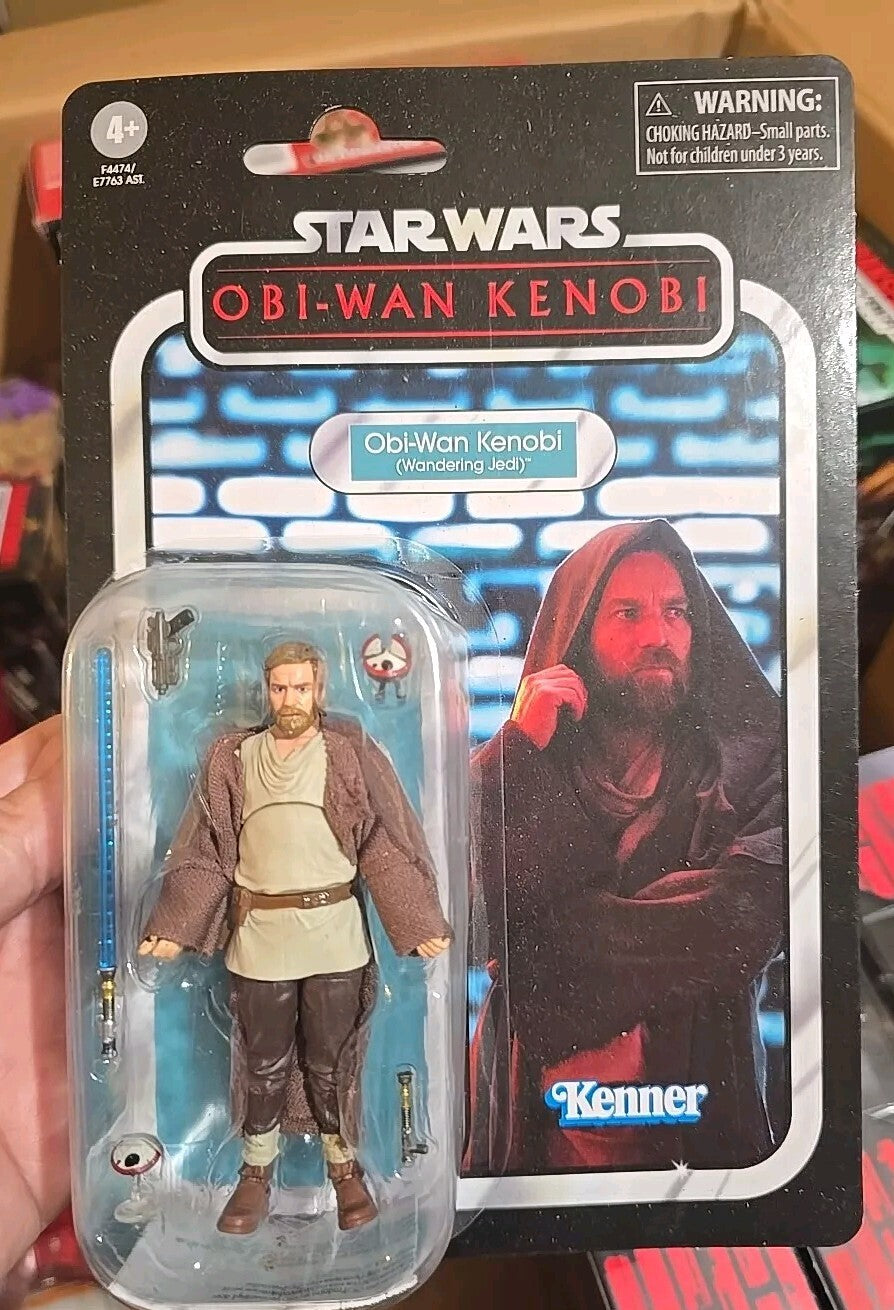 4+
F4474/
E7763 AST.
WARNING:
CHOKING HAZARD–Small parts.
Not for children under 3 years.
STAR WARS
OBI-WAN KENOBI
Obi-Wan Kenobi
(Wandering Jedi)™
Kenner